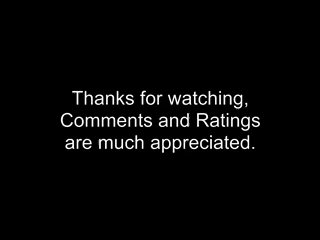 Thanks for watching,
Comments and Ratings
are much appreciated.